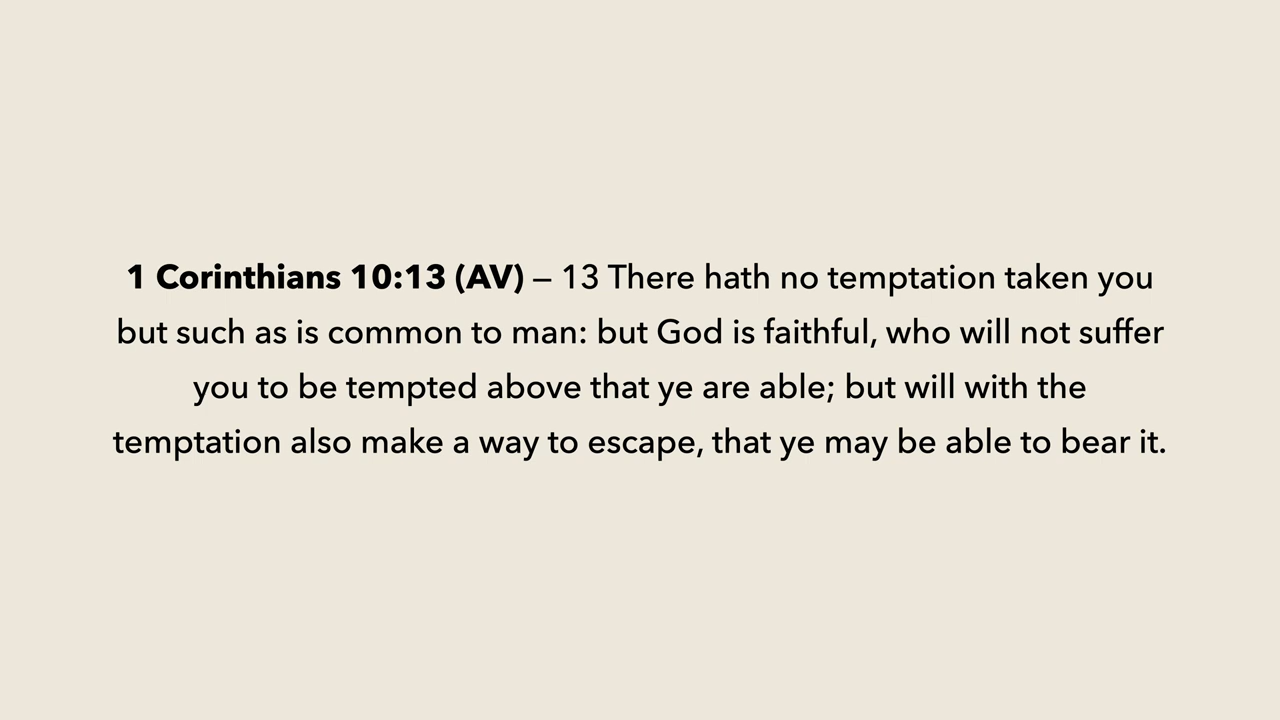 1 Corinthians 10:13 (AV) – 13 There hath no temptation taken you
but such as is common to man: but God is faithful, who will not suffer
you to be tempted above that ye are able; but will with the
temptation also make a way to escape, that ye may be able to bear it.